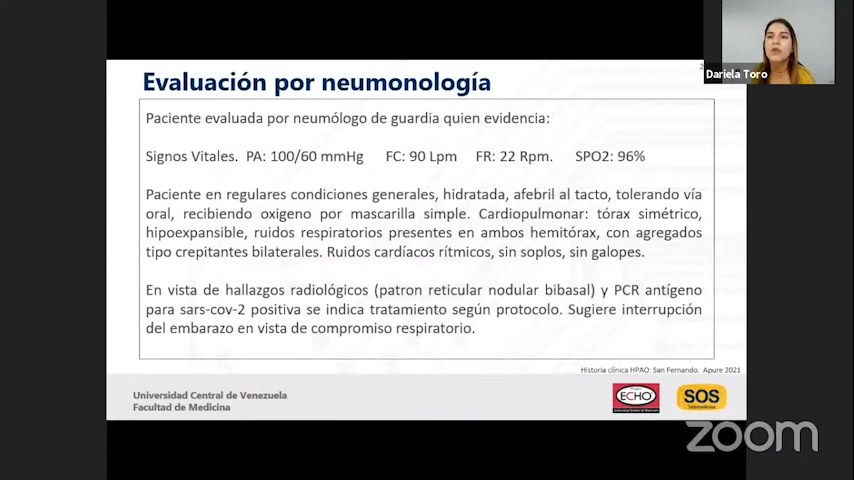 Dariela Toro
Evaluación por neumonología
Paciente evaluada por neumólogo de guardia quien evidencia:
Signos Vitales. PA: 100/60 mmHg FC: 90 Lpm FR: 22 Rpm. SPO2: 96%
Paciente en regulares condiciones generales, hidratada, afebril al tacto, tolerando vía
oral, recibiendo oxigeno por mascarilla simple. Cardiopulmonar: tórax simétrico,
hipoexpansible, ruidos respiratorios presentes en ambos hemitórax, con agregados
tipo crepitantes bilaterales. Ruidos cardíacos rítmicos, sin soplos, sin galopes.
En vista de hallazgos radiológicos (patron reticular nodular bibasal) y PCR antígeno
para sars-cov-2 positiva se indica tratamiento según protocolo. Sugiere interrupción
del embarazo en vista de compromiso respiratorio.
Historia clínica HPAO: San Fernando. Apure 2021
Universidad Central de Venezuela
Facultad de Medicina
ECHO
SOS
Telemedicina
zoom